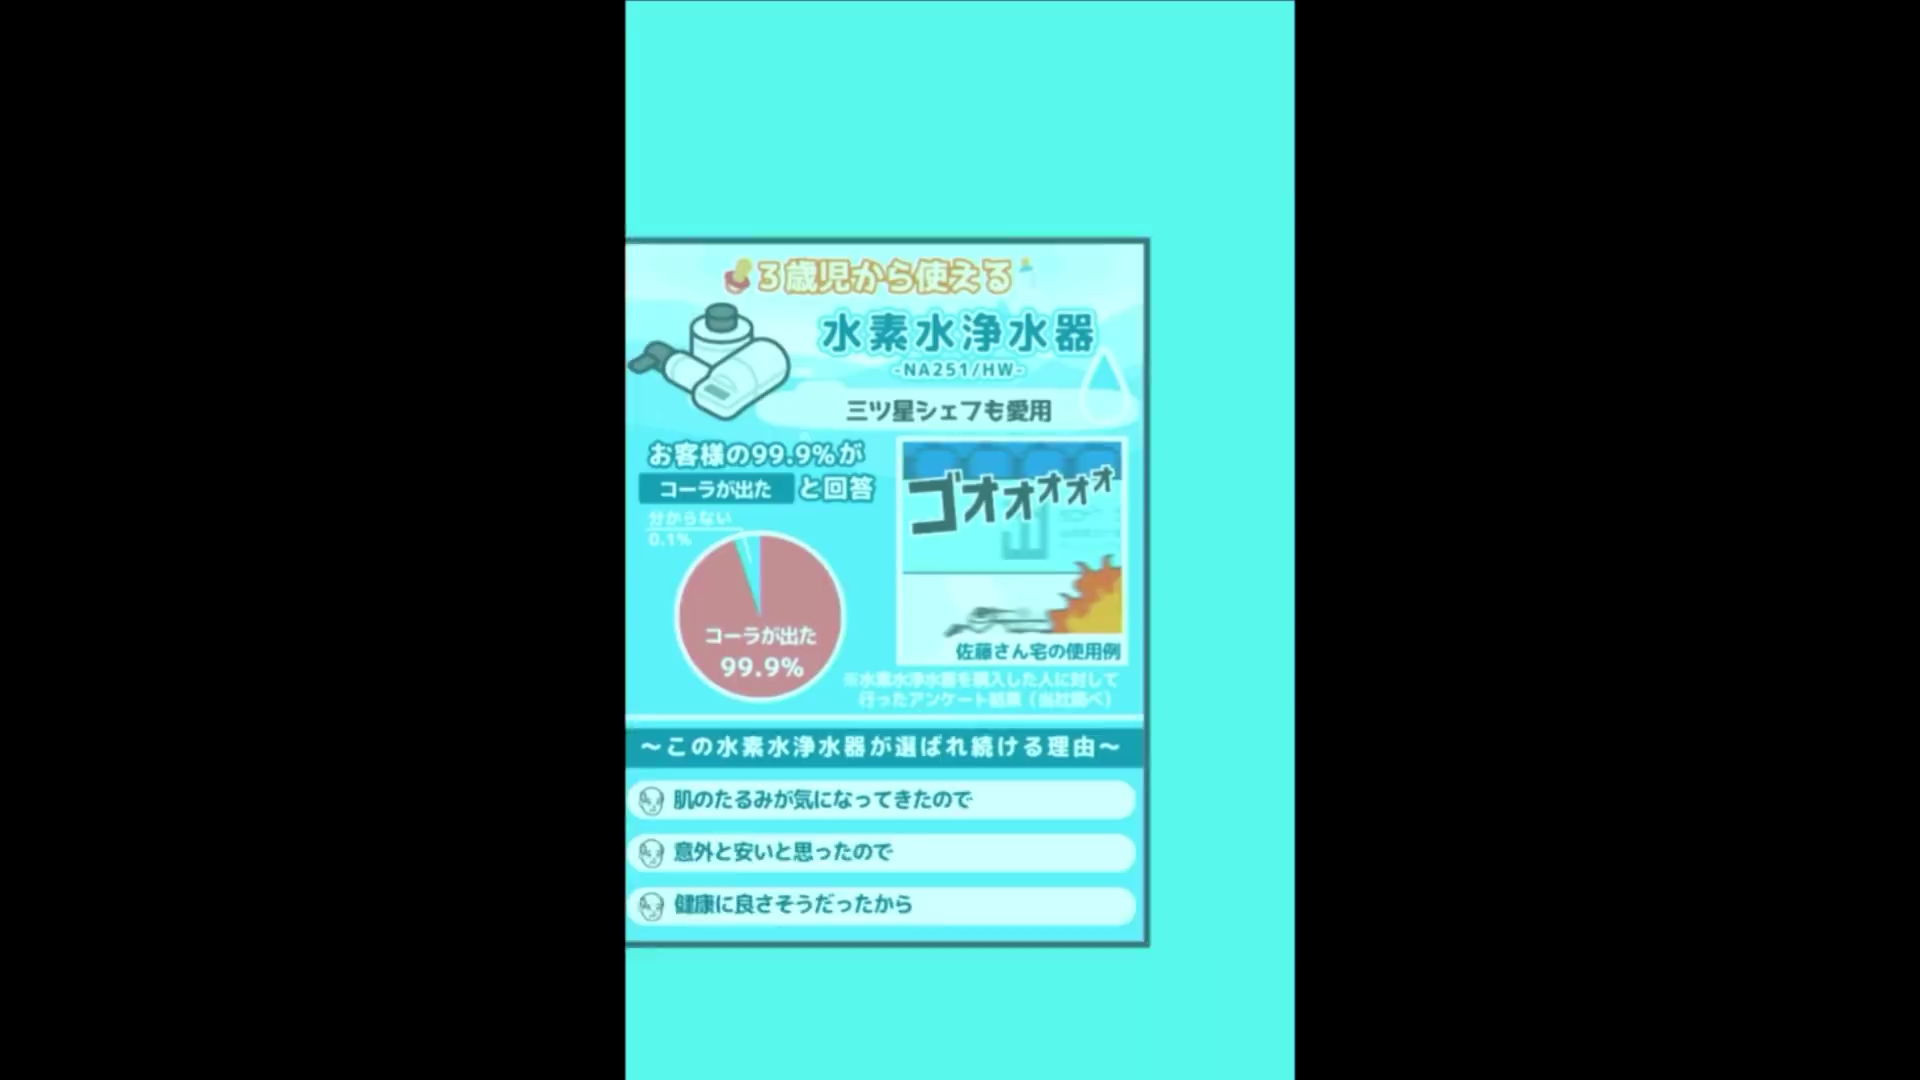 3歳児から使える
水素水浄水器
-NA251/HW-
三ツ星シェフも愛用
お客様の99.9%が
コーラが出た と回答
分からない
0.1%
コーラが出た
99.9%
ゴオォォォォ
佐藤さん宅の使用例
※水素水浄水器を購入した人に対して
行ったアンケート結果(当社調べ)
～この水素水浄水器が選ばれ続ける理由～
肌のたるみが気になってきたので
意外と安いと思ったので
健康に良さそうだったから